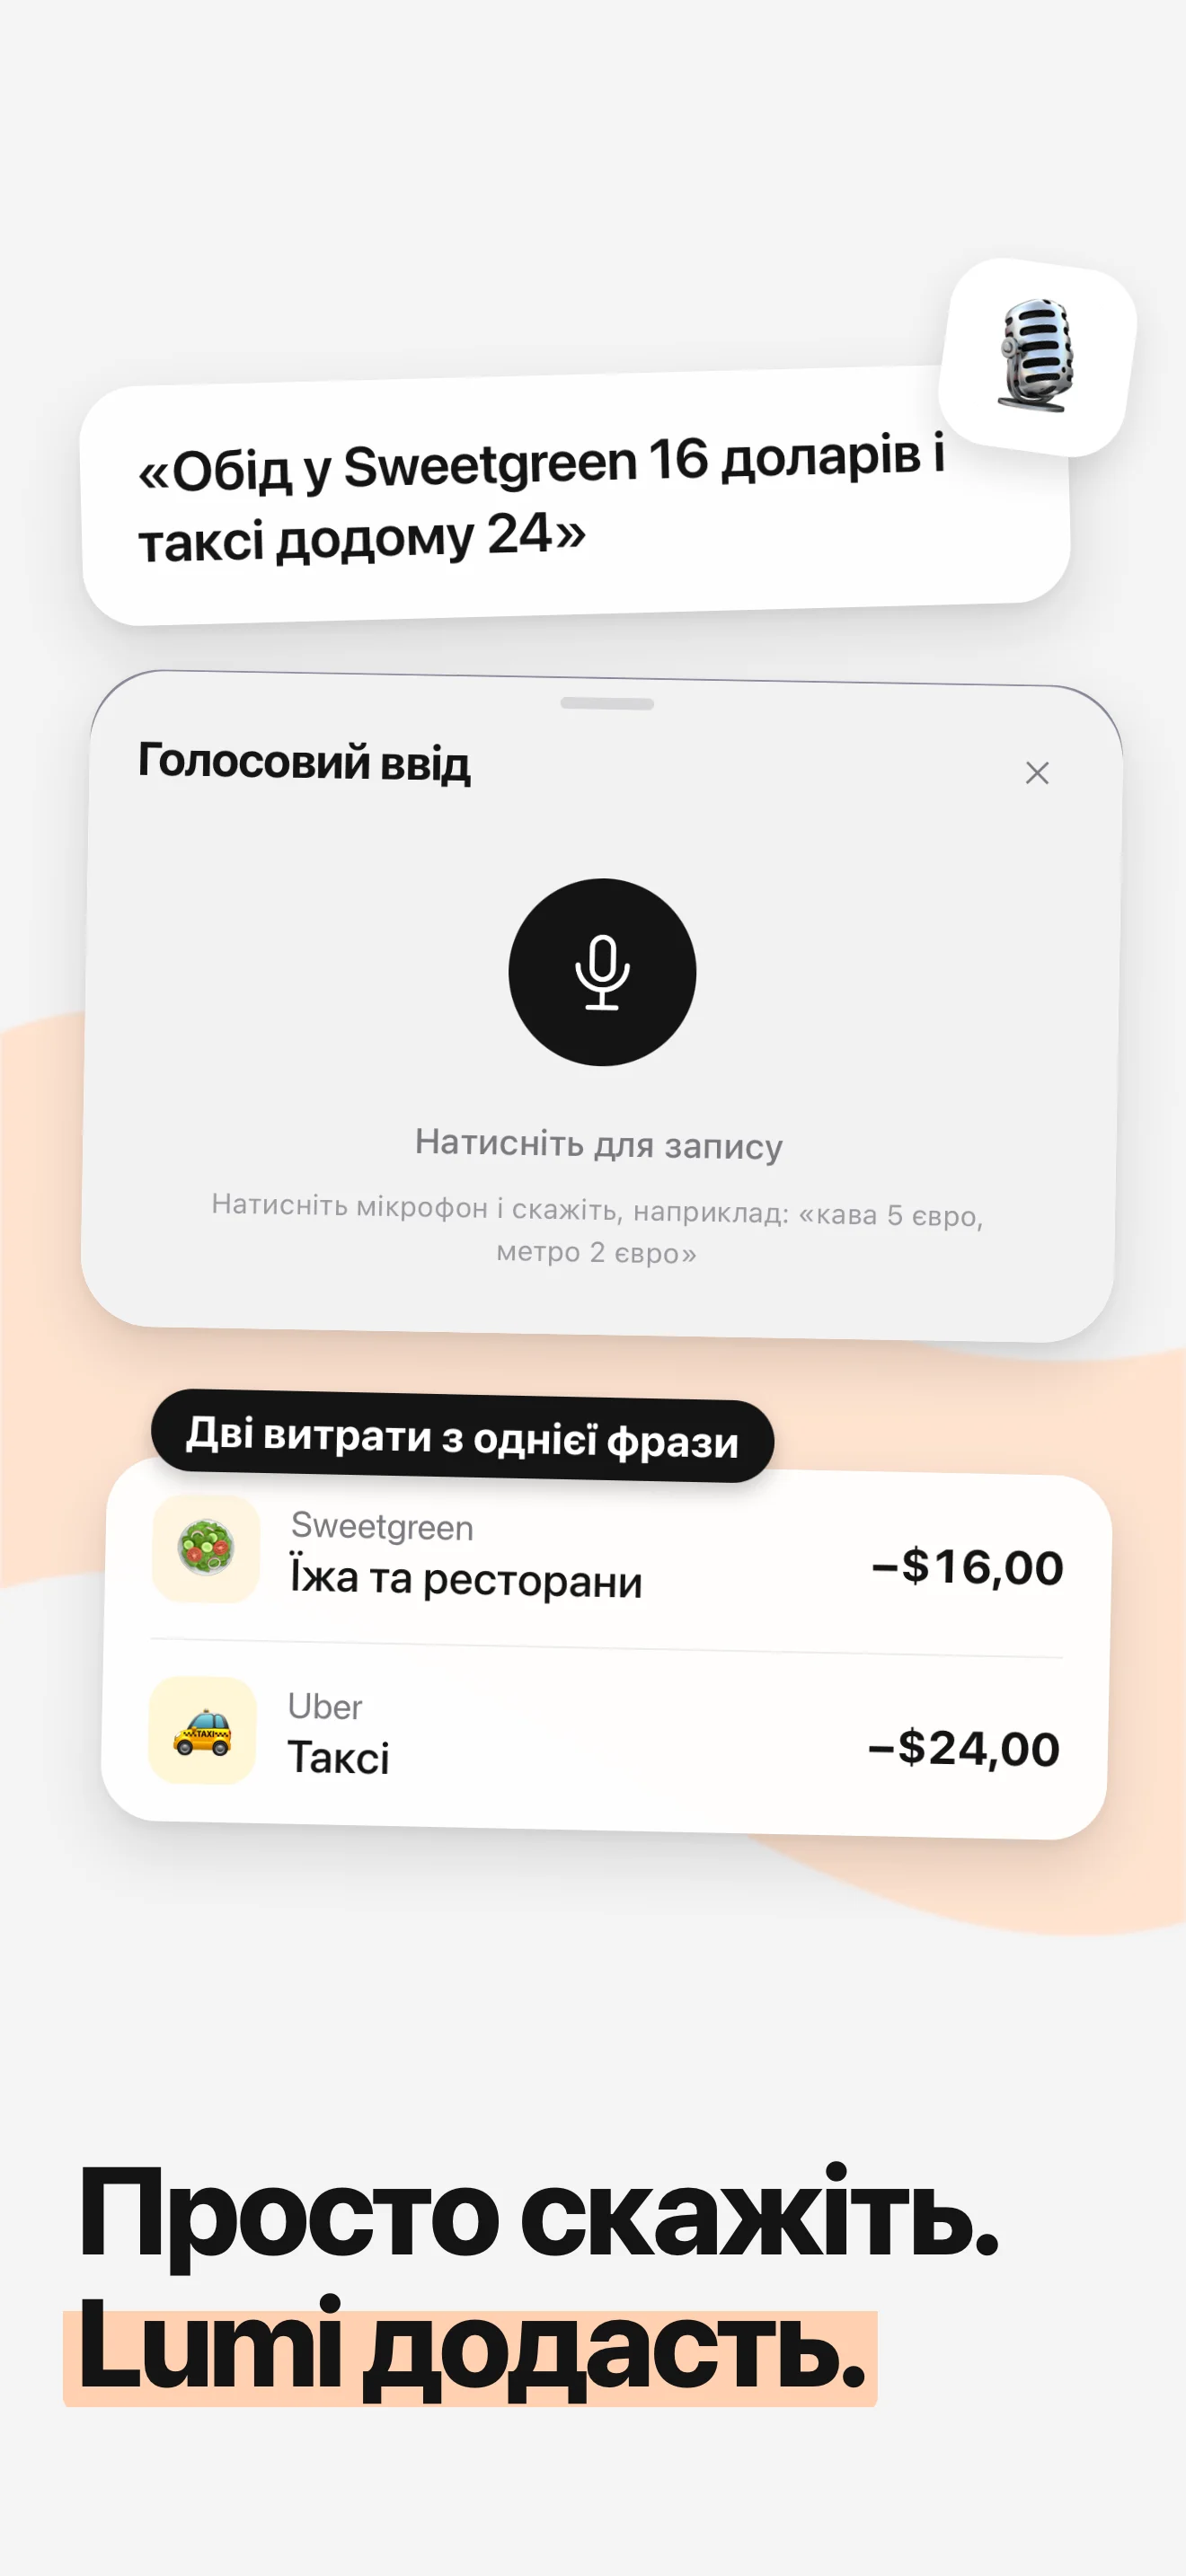 «Обід у Sweetgreen 16 доларів і
таксі додому 24»
Голосовий ввід
Натисніть для запису
Натисніть мікрофон і скажіть, наприклад: «кава 5 євро,
метро 2 євро»
Дві витрати з однієї фрази
Sweetgreen
Їжа та ресторани
–$16,00
TAXI
Uber
Таксі
–$24,00
Просто скажіть.
Lumi додасть.